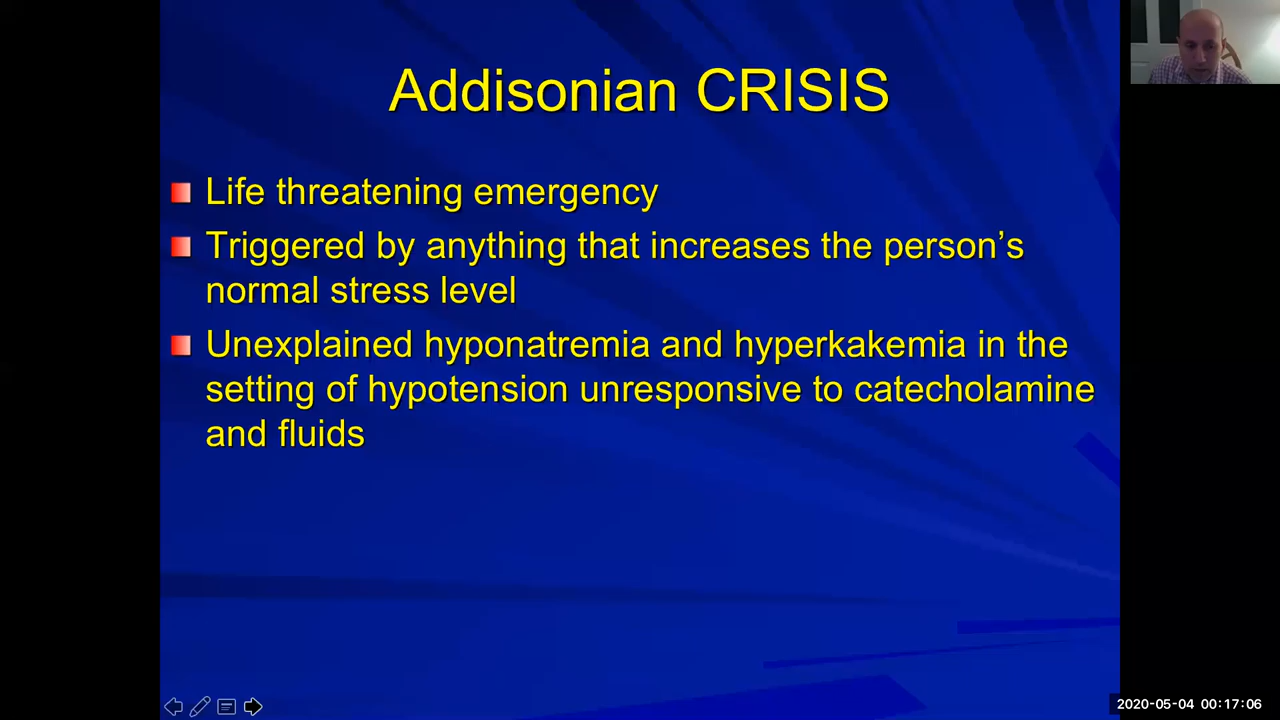 Addisonian CRISIS
Life threatening emergency
Triggered by anything that increases the person’s
normal stress level
Unexplained hyponatremia and hyperkakemia in the
setting of hypotension unresponsive to catecholamine
and fluids
2020-05-04 00:17:06